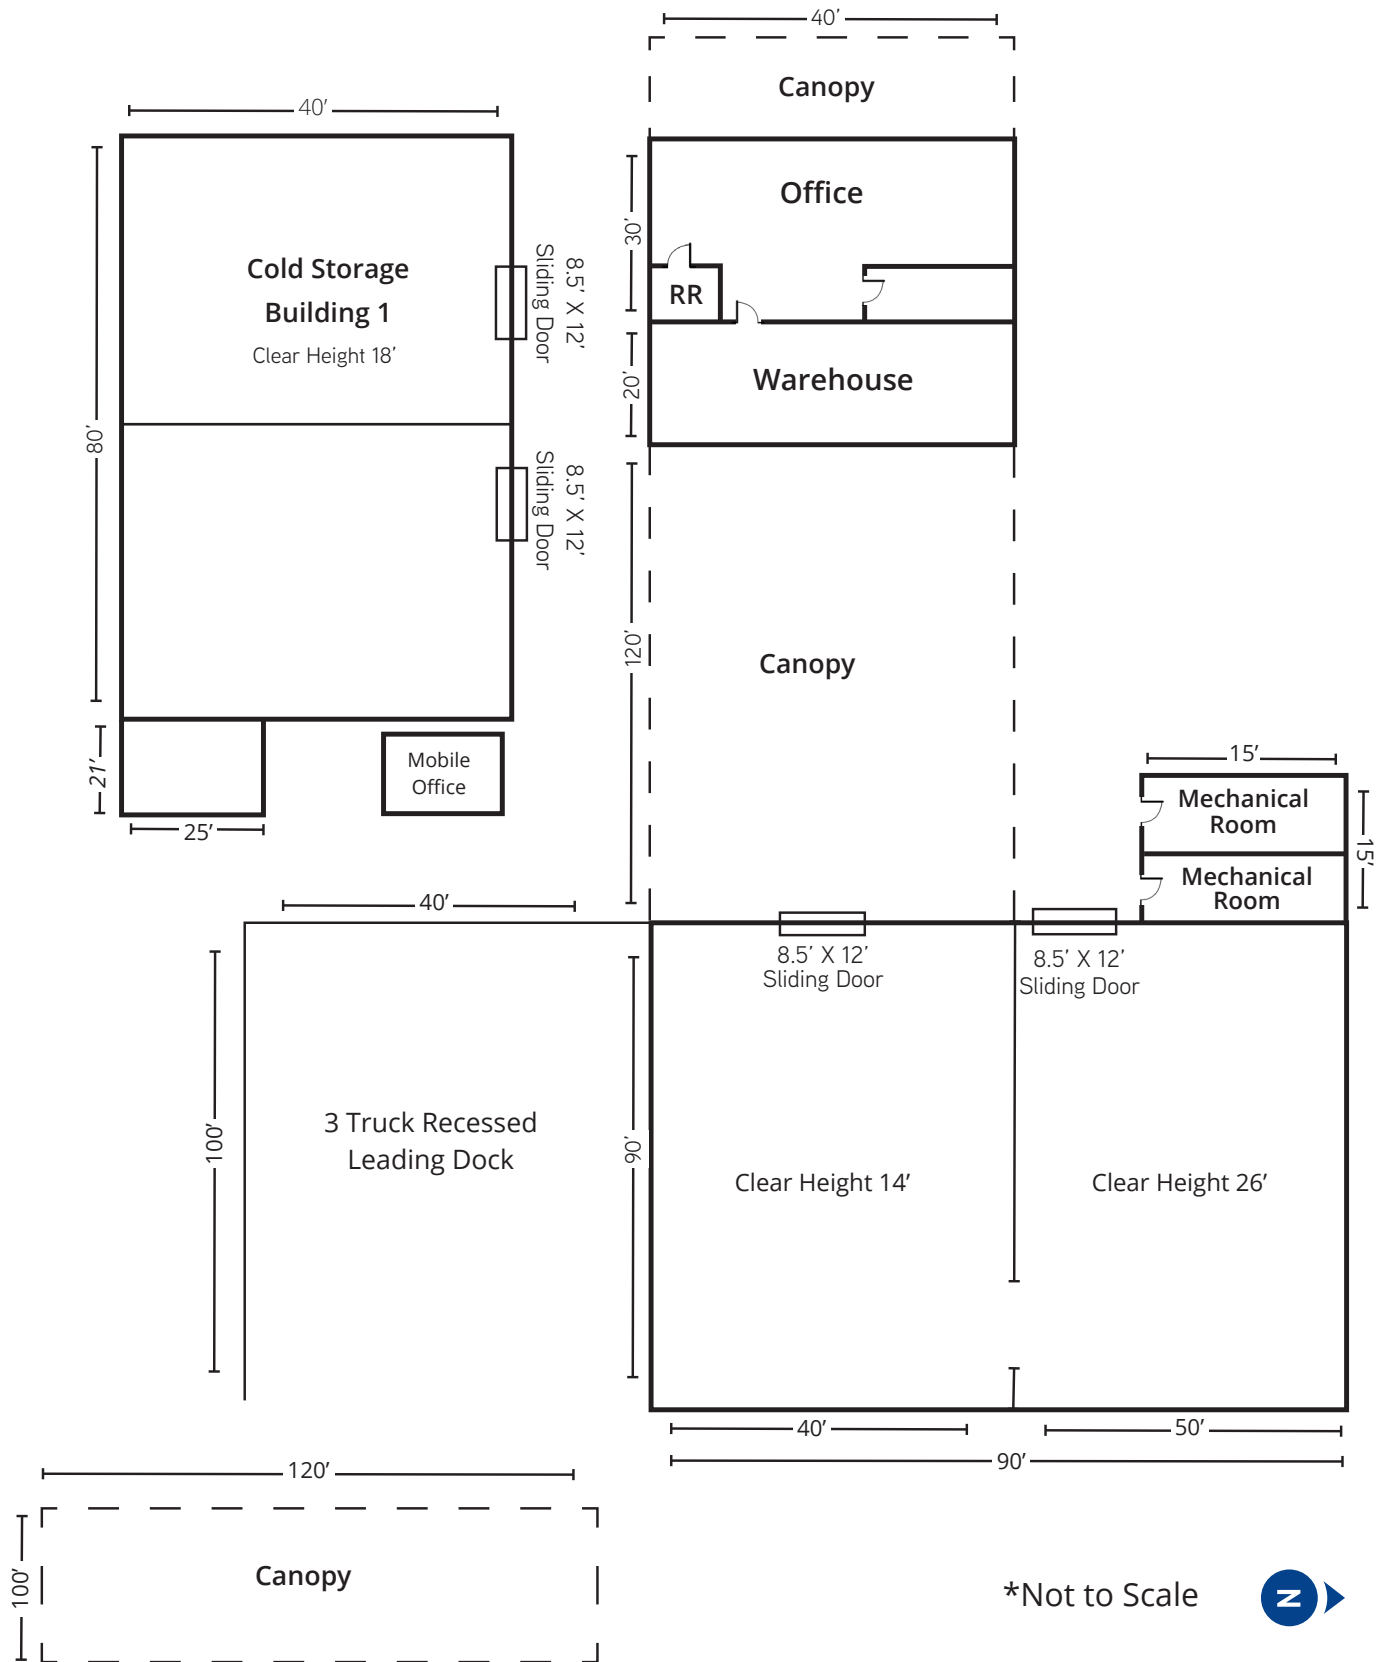 40’
Canopy
40’
Office
30’
RR
Cold Storage
Building 1
Clear Height 18’
8.5’ X 12’
Sliding Door
20’
Warehouse
80’
8.5’ X 12’
Sliding Door
120’
Canopy
21’
25’
Mobile
Office
15’
Mechanical
Room
15’
Mechanical
Room
40’
8.5’ X 12’
Sliding Door
8.5’ X 12’
Sliding Door
100’
3 Truck Recessed
Leading Dock
90’
Clear Height 14’
Clear Height 26’
40’
50’
90’
120’
100’
Canopy
*Not to Scale
N